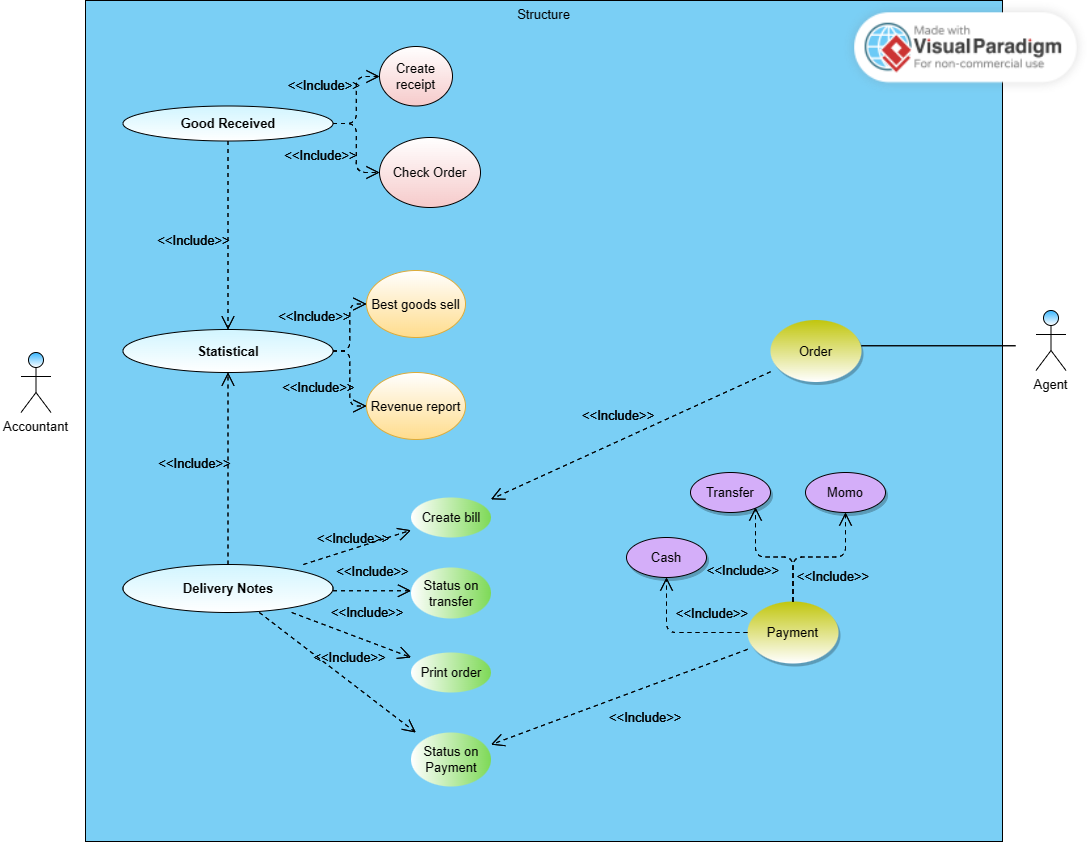 Structure
Made with
Visual Paradigm
For non-commercial use
Create
receipt
<<Include>>
Good Received
<<Include>>
Check Order
<<Include>>
Best goods sell
<<Include>>
Statistical
Order
Agent
<<Include>>
Revenue report
<<Include>>
Accountant
<<Include>>
Transfer
Momo
Create bill
<<Include>>
Cash
<<Include>>
<<Include>>
<<Include>>
Delivery Notes
Status on
transfer
<<Include>>
<<Include>>
Payment
<<Include>>
Print order
<<Include>>
Status on
Payment